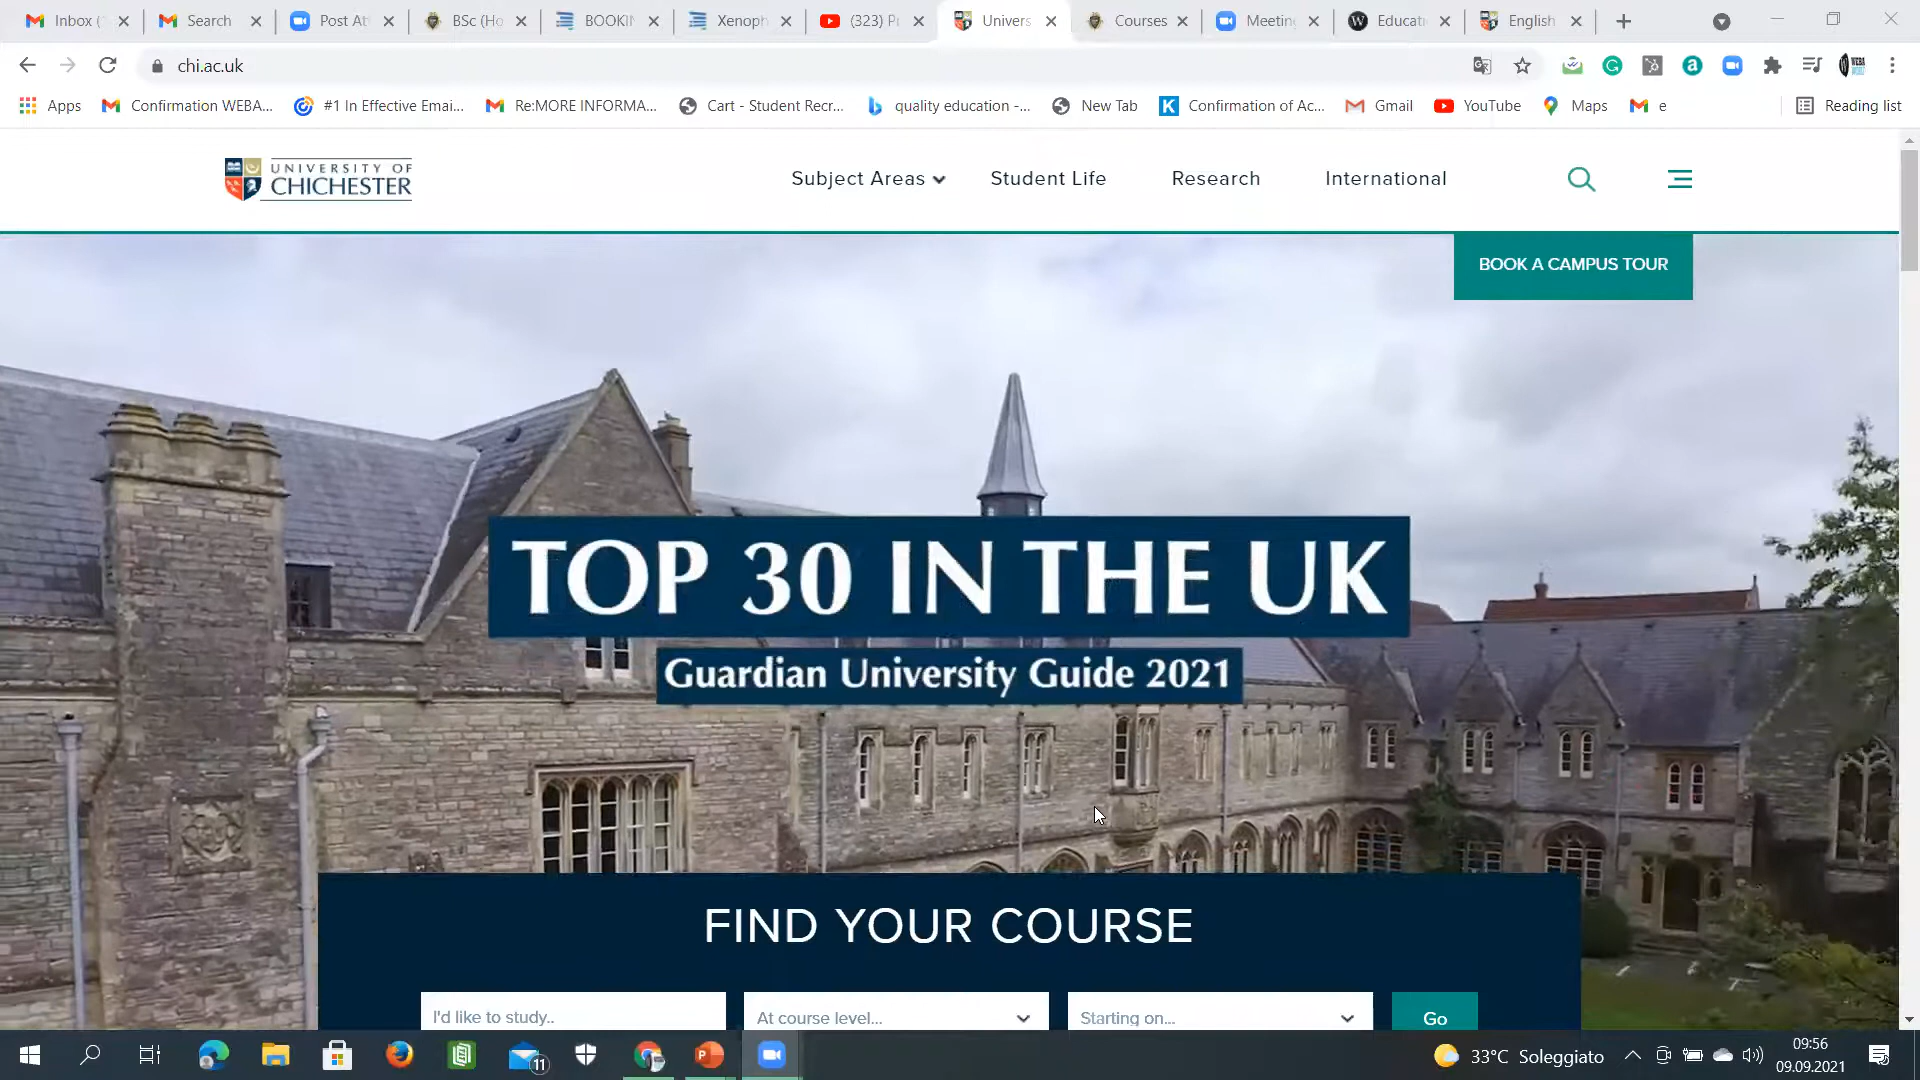 Inbox (
Search
Post At
BSc (Ho
BOOKIN
Xenoph
(323) P
Univers
Courses
Meeting
Educati
English
chi.ac.uk
Apps
Confirmation WEBA...
#1 In Effective Emai...
Re:MORE INFORMA...
Cart - Student Recr...
quality education -...
New Tab
Confirmation of Ac...
Gmail
YouTube
Maps
e
Reading list
UNIVERSITY OF
CHICHESTER
Subject Areas
Student Life
Research
International
BOOK A CAMPUS TOUR
TOP 30 IN THE UK
Guardian University Guide 2021
FIND YOUR COURSE
I'd like to study..
At course level...
Starting on...
Go
11
33°C Soleggiato
09:56
09.09.2021